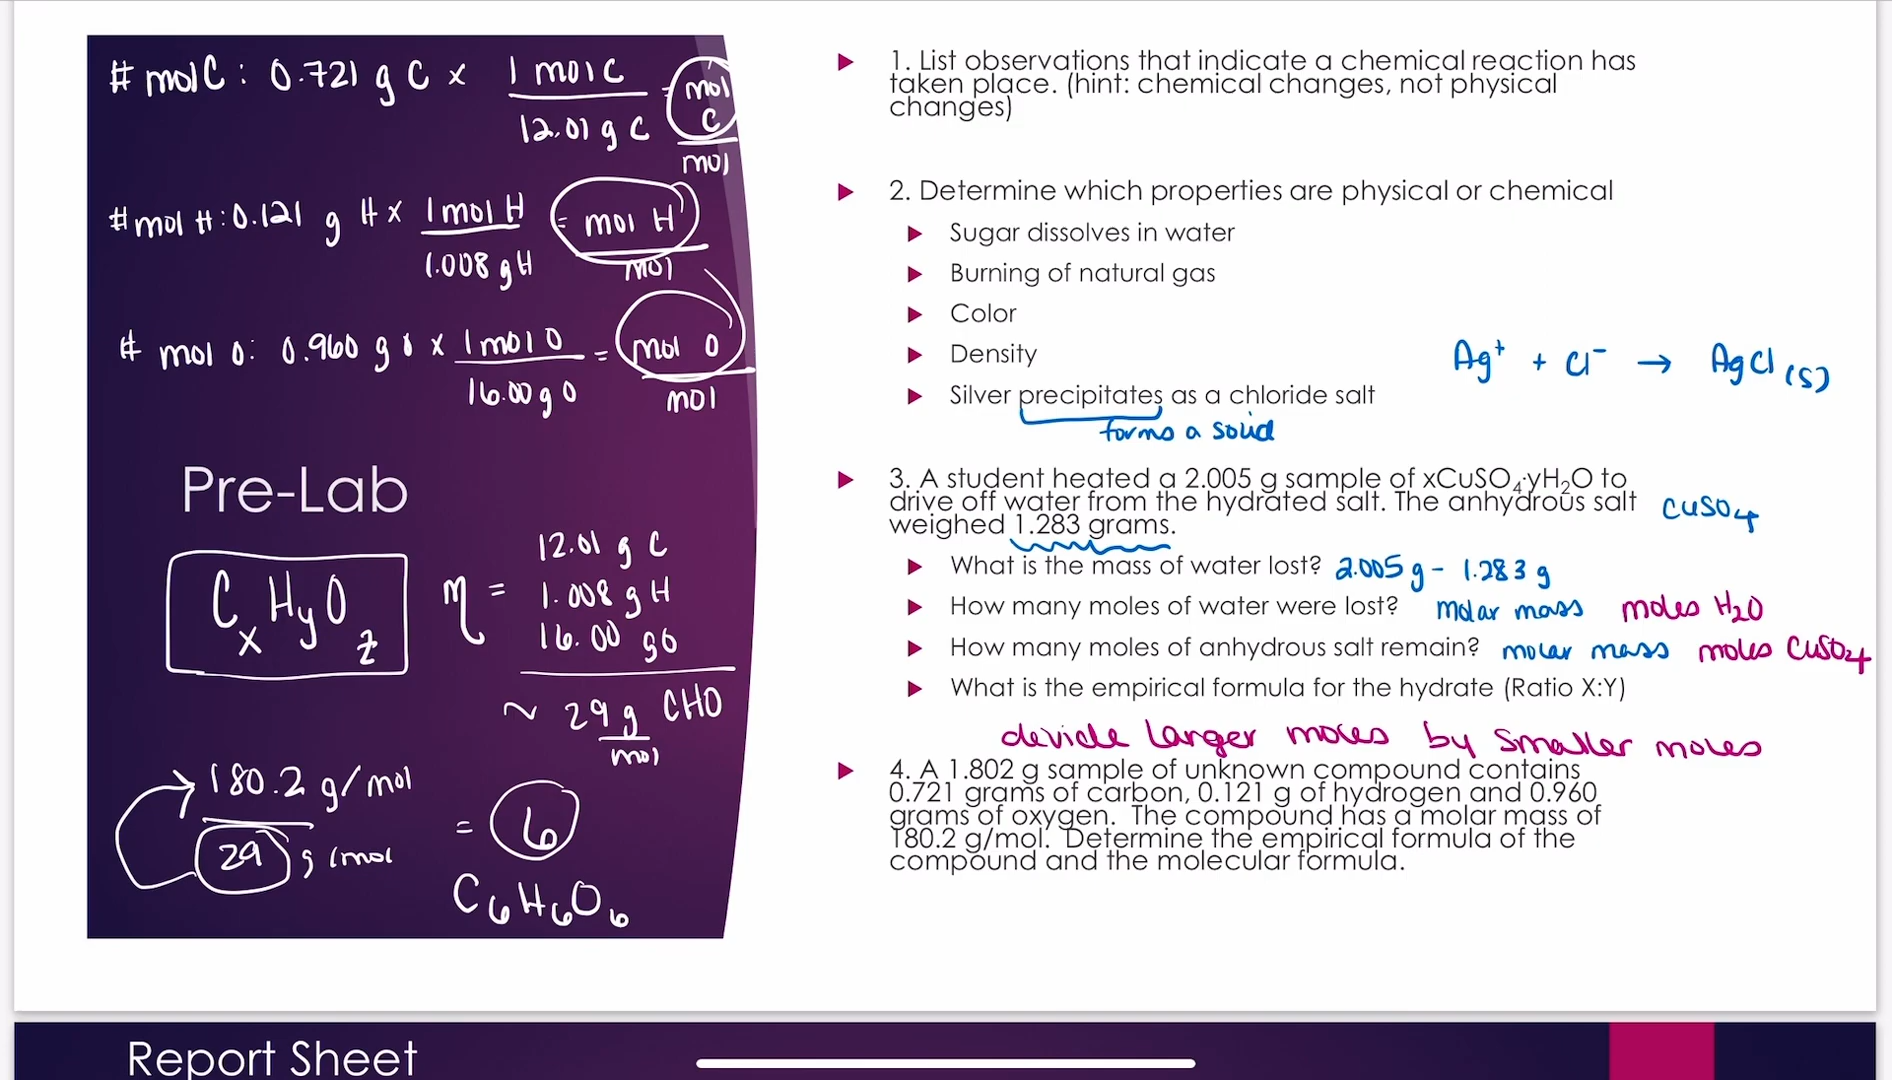 # mol C : 0.721 g C x 1 mol C = mol C
12.01 g C mol
# mol H : 0.121 g H x 1 mol H = mol H
1.008 g H mol
# mol O : 0.960 g O x 1 mol O = mol O
16.00 g O mol
Pre-Lab
CxHyOz
n = 12.01 g C
1.008 g H
16.00 g O
~ 29 g CHO
mol
180.2 g/mol
29 g/mol
= 6
C6H6O6
1. List observations that indicate a chemical reaction has
taken place. (hint: chemical changes, not physical
changes)
2. Determine which properties are physical or chemical
Sugar dissolves in water
Burning of natural gas
Color
Density
Silver precipitates as a chloride salt
forms a solid
Ag⁺ + Cl⁻ → AgCl (s)
3. A student heated a 2.005 g sample of xCuSO₄·yH₂O to
drive off water from the hydrated salt. The anhydrous salt
weighed 1.283 grams.
CuSO4
What is the mass of water lost? 2.005 g - 1.283 g
How many moles of water were lost? molar mass moles H2O
How many moles of anhydrous salt remain? molar mass moles CuSO4
What is the empirical formula for the hydrate (Ratio X:Y)
devide larger moles by smaller moles
4. A 1.802 g sample of unknown compound contains
0.721 grams of carbon, 0.121 g of hydrogen and 0.960
grams of oxygen. The compound has a molar mass of
180.2 g/mol. Determine the empirical formula of the
compound and the molecular formula.
Report Sheet